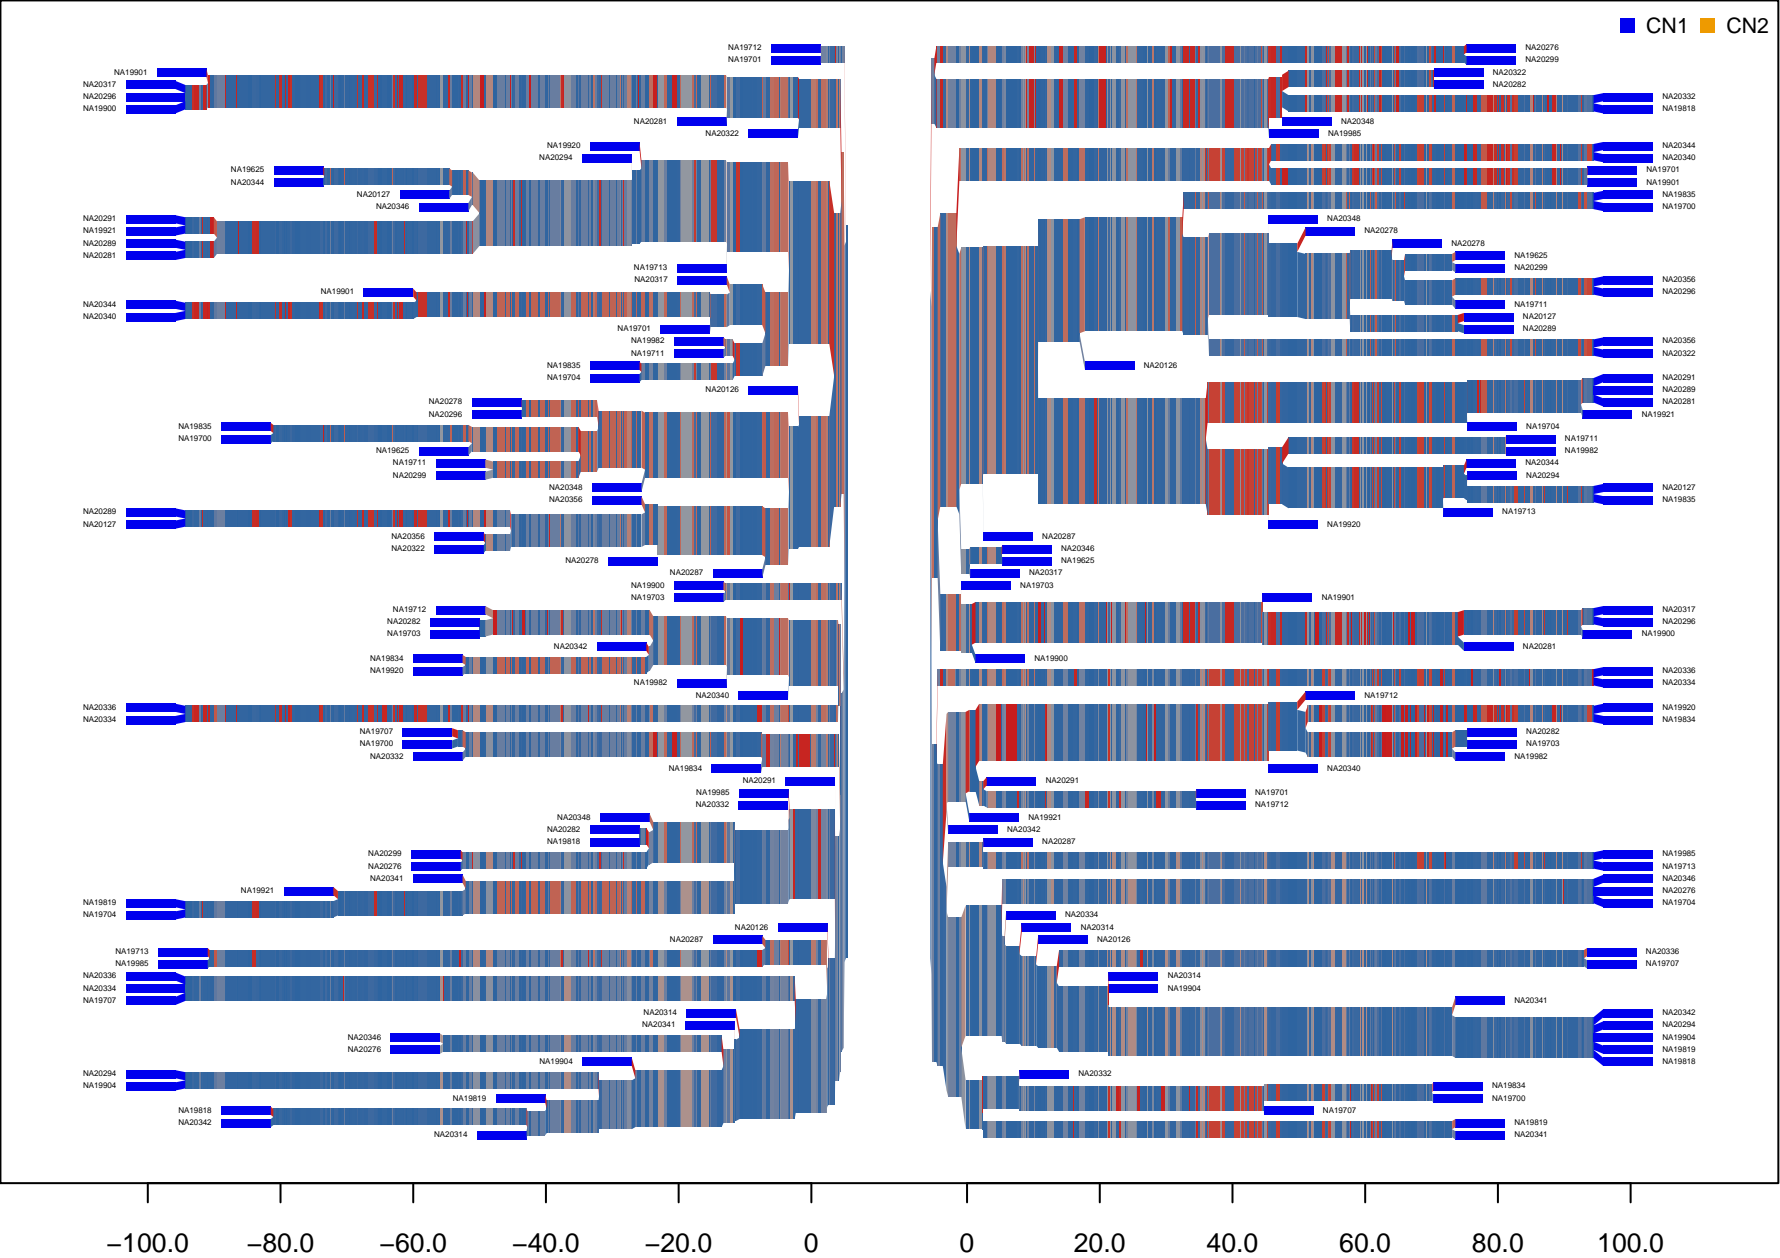 CN1 CN2
NA19712
NA19701
NA19901
NA20317
NA20296
NA19900
NA20281
NA20322
NA19920
NA20294
NA19625
NA20344
NA20127
NA20346
NA20291
NA19921
NA20289
NA20281
NA19713
NA20317
NA19901
NA20344
NA20340
NA19701
NA19982
NA19711
NA19835
NA19704
NA20126
NA20278
NA20296
NA19835
NA19700
NA19625
NA19711
NA20299
NA20348
NA20356
NA20289
NA20127
NA20356
NA20322
NA20278
NA20287
NA19900
NA19703
NA19712
NA20282
NA19703
NA20342
NA19834
NA19920
NA19982
NA20340
NA20336
NA20334
NA19707
NA19700
NA20332
NA19834
NA20291
NA19985
NA20332
NA20348
NA20282
NA19818
NA20299
NA20276
NA20341
NA19921
NA19819
NA19704
NA20126
NA20287
NA19713
NA19985
NA20336
NA20334
NA19707
NA20314
NA20341
NA20346
NA20276
NA19904
NA20294
NA19904
NA19819
NA19818
NA20342
NA20314
NA20276
NA20299
NA20322
NA20282
NA20332
NA19818
NA20348
NA19985
NA20344
NA20340
NA19701
NA19901
NA19835
NA19700
NA20348
NA20278
NA20278
NA19625
NA20299
NA20356
NA20296
NA19711
NA20127
NA20289
NA20356
NA20322
NA20126
NA20291
NA20289
NA20281
NA19921
NA19704
NA19711
NA19982
NA20344
NA20294
NA20127
NA19835
NA19713
NA19920
NA20287
NA20346
NA19625
NA20317
NA19703
NA19901
NA20317
NA20296
NA19900
NA20281
NA19900
NA20336
NA20334
NA19712
NA19920
NA19834
NA20282
NA19703
NA19982
NA20340
NA20291
NA19701
NA19712
NA19921
NA20342
NA20287
NA19985
NA19713
NA20346
NA20276
NA19704
NA20334
NA20314
NA20126
NA20336
NA19707
NA20314
NA19904
NA20341
NA20342
NA20294
NA19904
NA19819
NA19818
NA20332
NA19834
NA19700
NA19707
NA19819
NA20341
−100.0 −80.0 −60.0 −40.0 −20.0 0 0 20.0 40.0 60.0 80.0 100.0